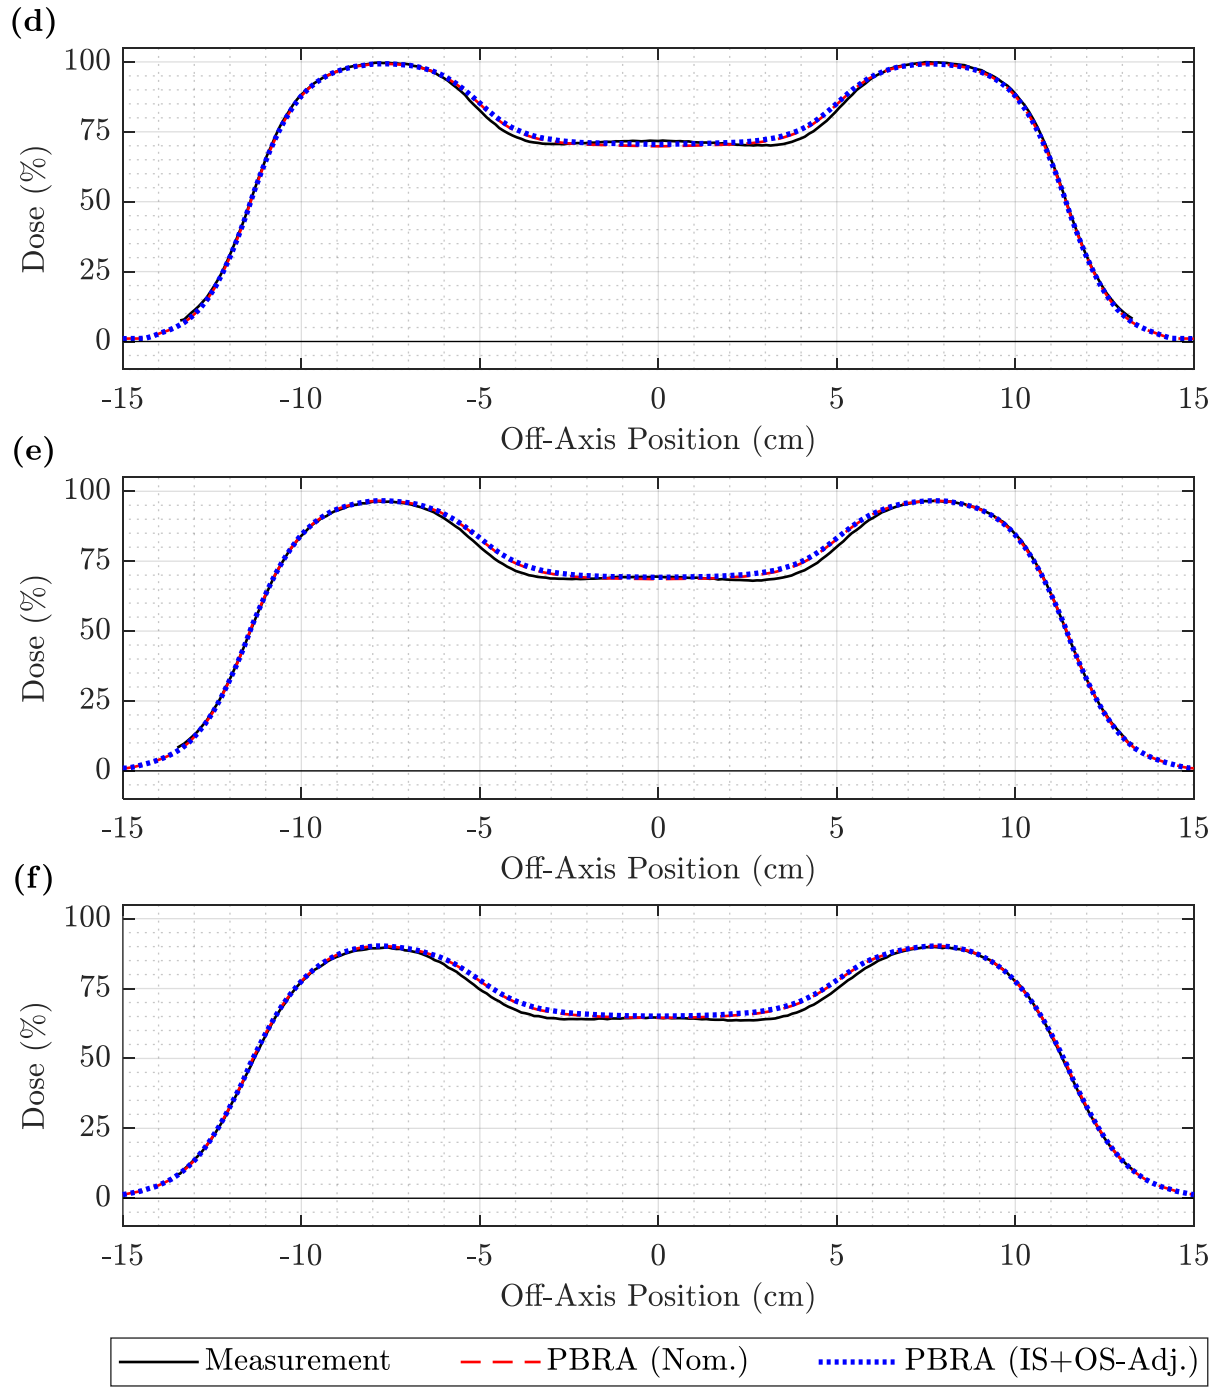 (d)
100
75
50
25
0
Dose (%)
-15 -10 -5 0 5 10 15
Off-Axis Position (cm)
(e)
100
75
50
25
0
Dose (%)
-15 -10 -5 0 5 10 15
Off-Axis Position (cm)
(f)
100
75
50
25
0
Dose (%)
-15 -10 -5 0 5 10 15
Off-Axis Position (cm)
Measurement PBRA (Nom.) PBRA (IS+OS-Adj.)